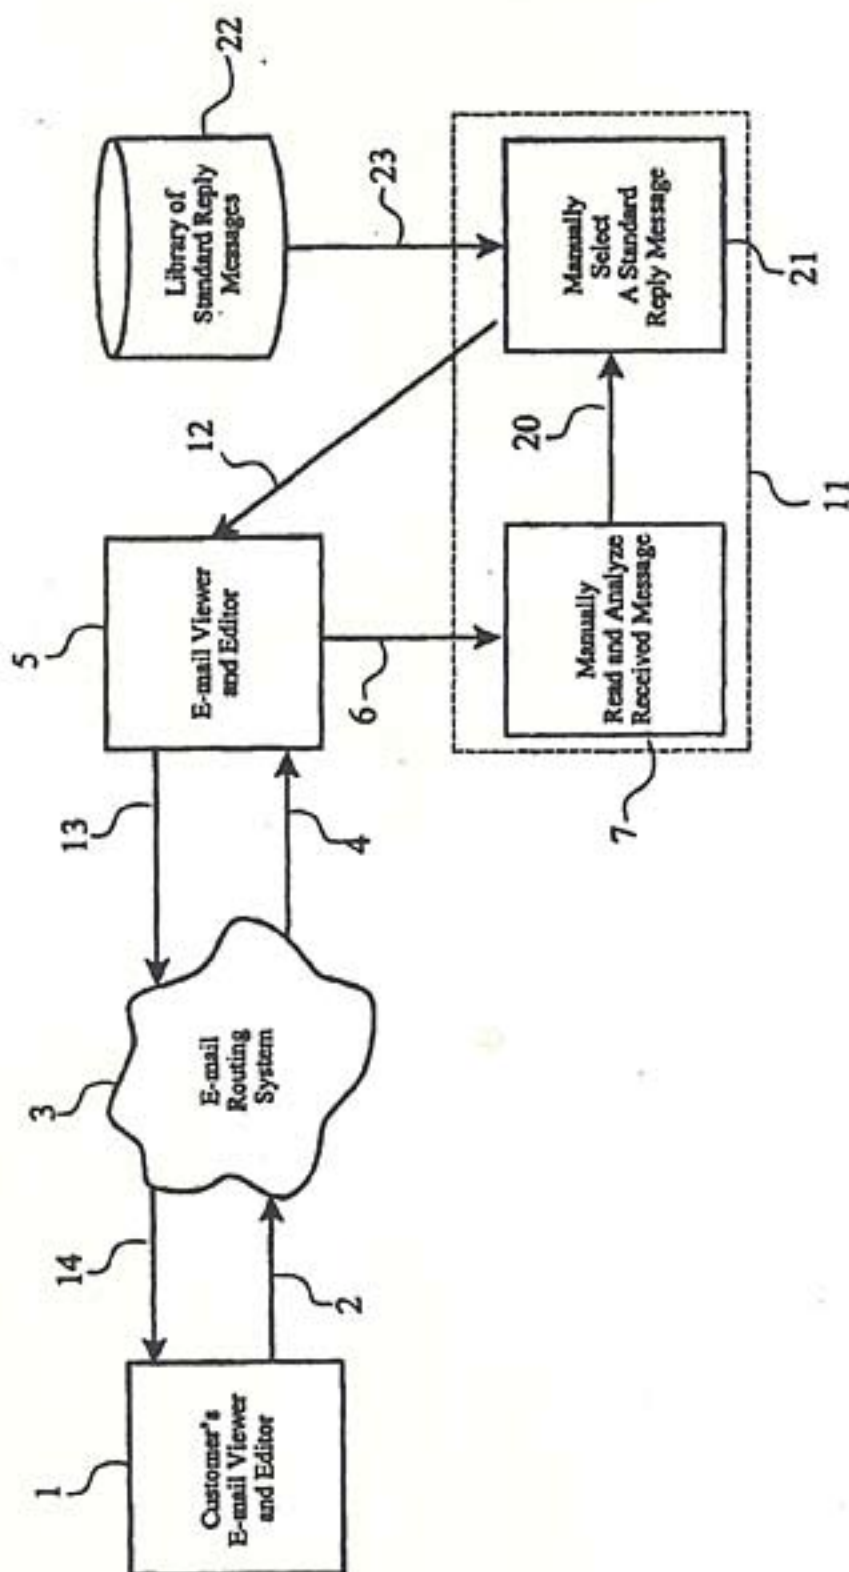 22
Library of
Standard Reply
Messages
23
Manually
Select
A Standard
Reply Message
21
12
20
11
5
E-mail Viewer
and Editor
6
Manually
Read and Analyze
Received Message
7
13
4
3
E-mail
Routing
System
14
2
1
Customer's
E-mail Viewer
and Editor